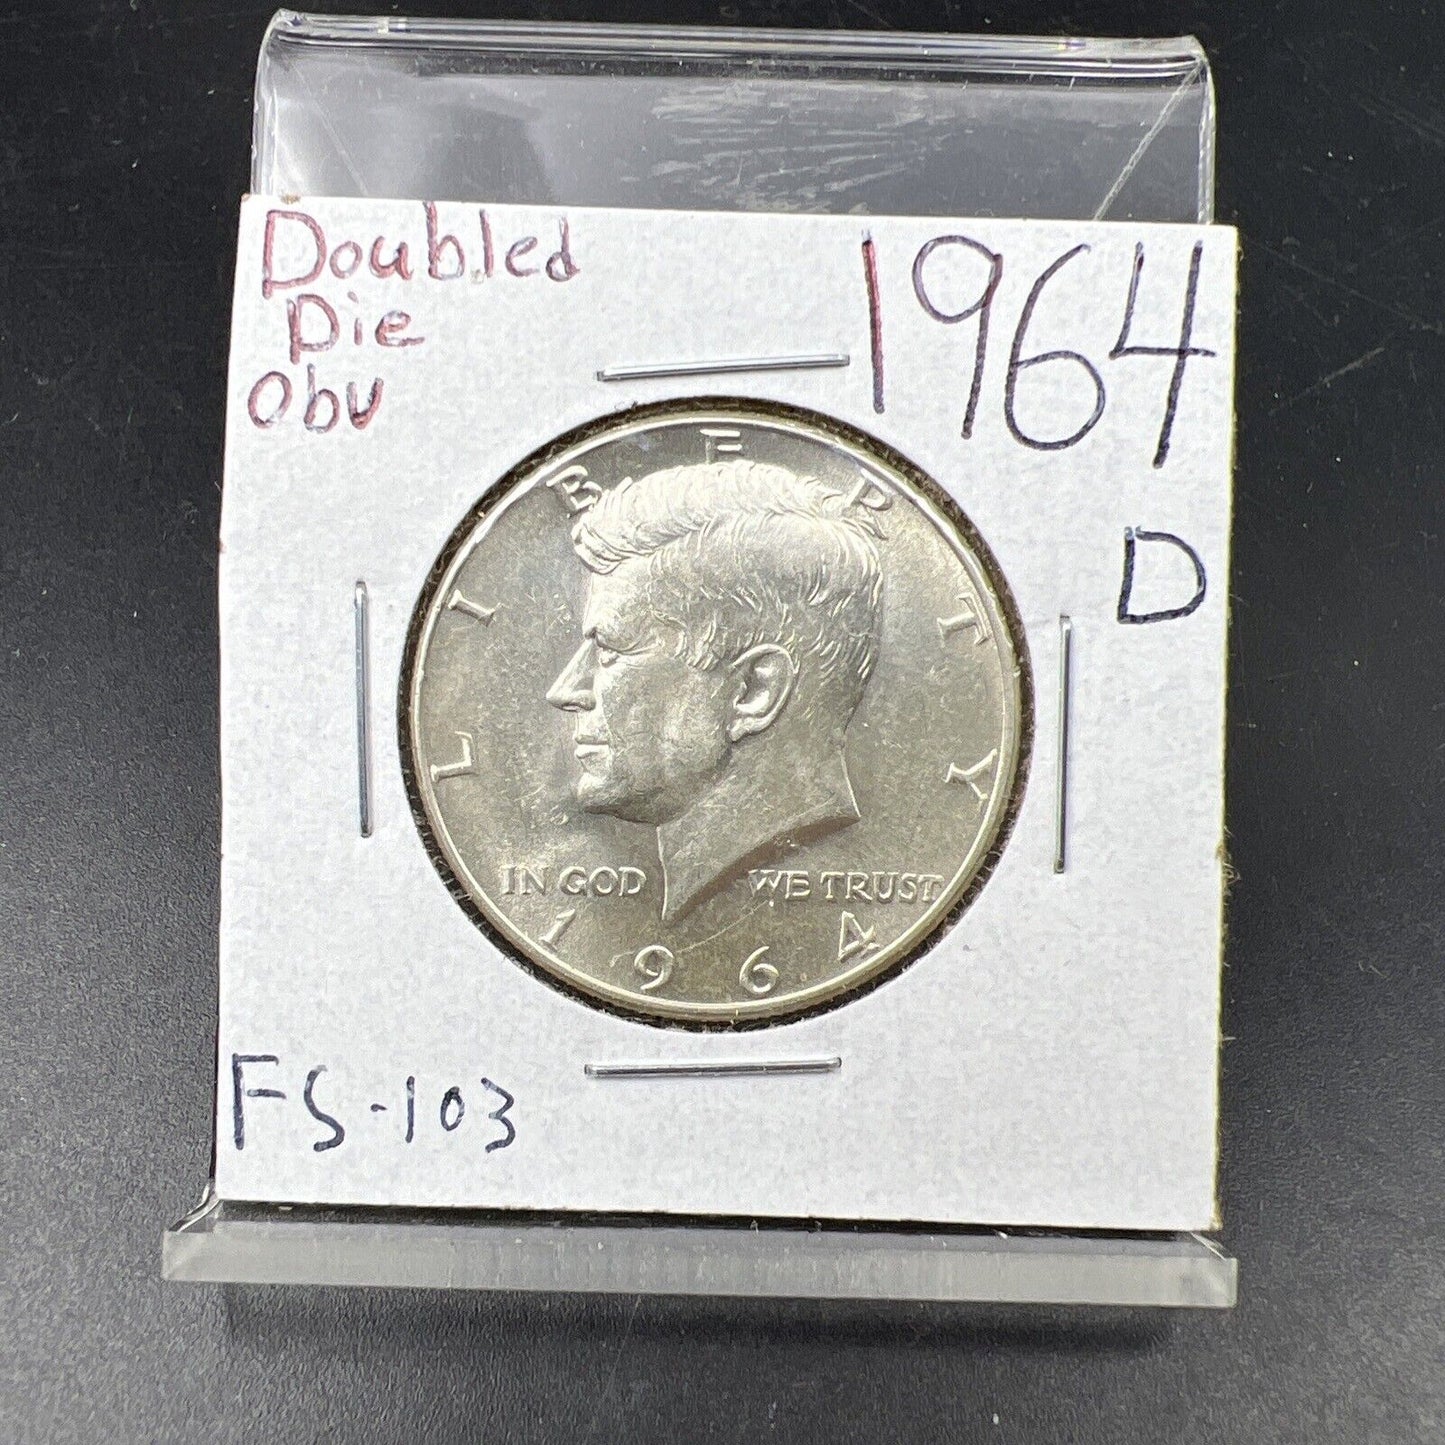 Doubled
Die
Obv
1964
D
LIBERTY
IN GOD WE TRUST
1964
FS-103